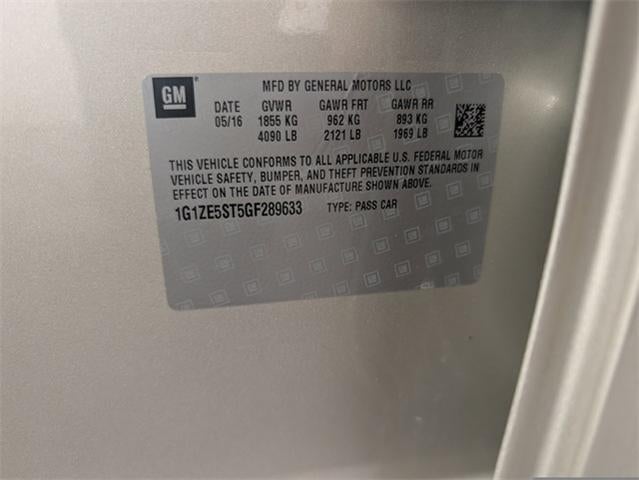 GM ® MFD BY GENERAL MOTORS LLC
DATE GVWR GAWR FRT GAWR RR
05/16 1855 KG 962 KG 893 KG
4090 LB 2121 LB 1969 LB
THIS VEHICLE CONFORMS TO ALL APPLICABLE U.S. FEDERAL MOTOR
VEHICLE SAFETY, BUMPER, AND THEFT PREVENTION STANDARDS IN
EFFECT ON THE DATE OF MANUFACTURE SHOWN ABOVE.
1G1ZE5ST5GF289633 TYPE: PASS CAR